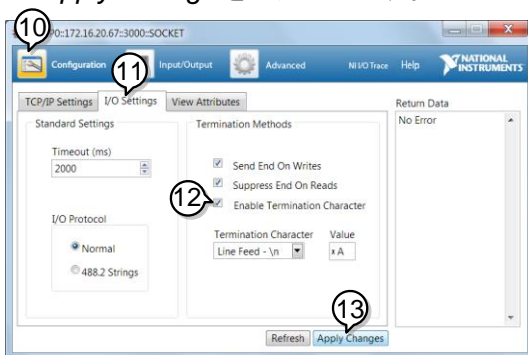 10
P0::172.16.20.67::3000::SOCKET
Configuration Input/Output Advanced NI I/O Trace Help NATIONAL INSTRUMENTS
11
TCP/IP Settings I/O Settings View Attributes Return Data
Standard Settings Termination Methods No Error
Timeout (ms)
2000
Send End On Writes
Suppress End On Reads
12 Enable Termination Character
I/O Protocol
Normal
488.2 Strings
Termination Character Value
Line Feed - \n x A
13
Refresh Apply Changes